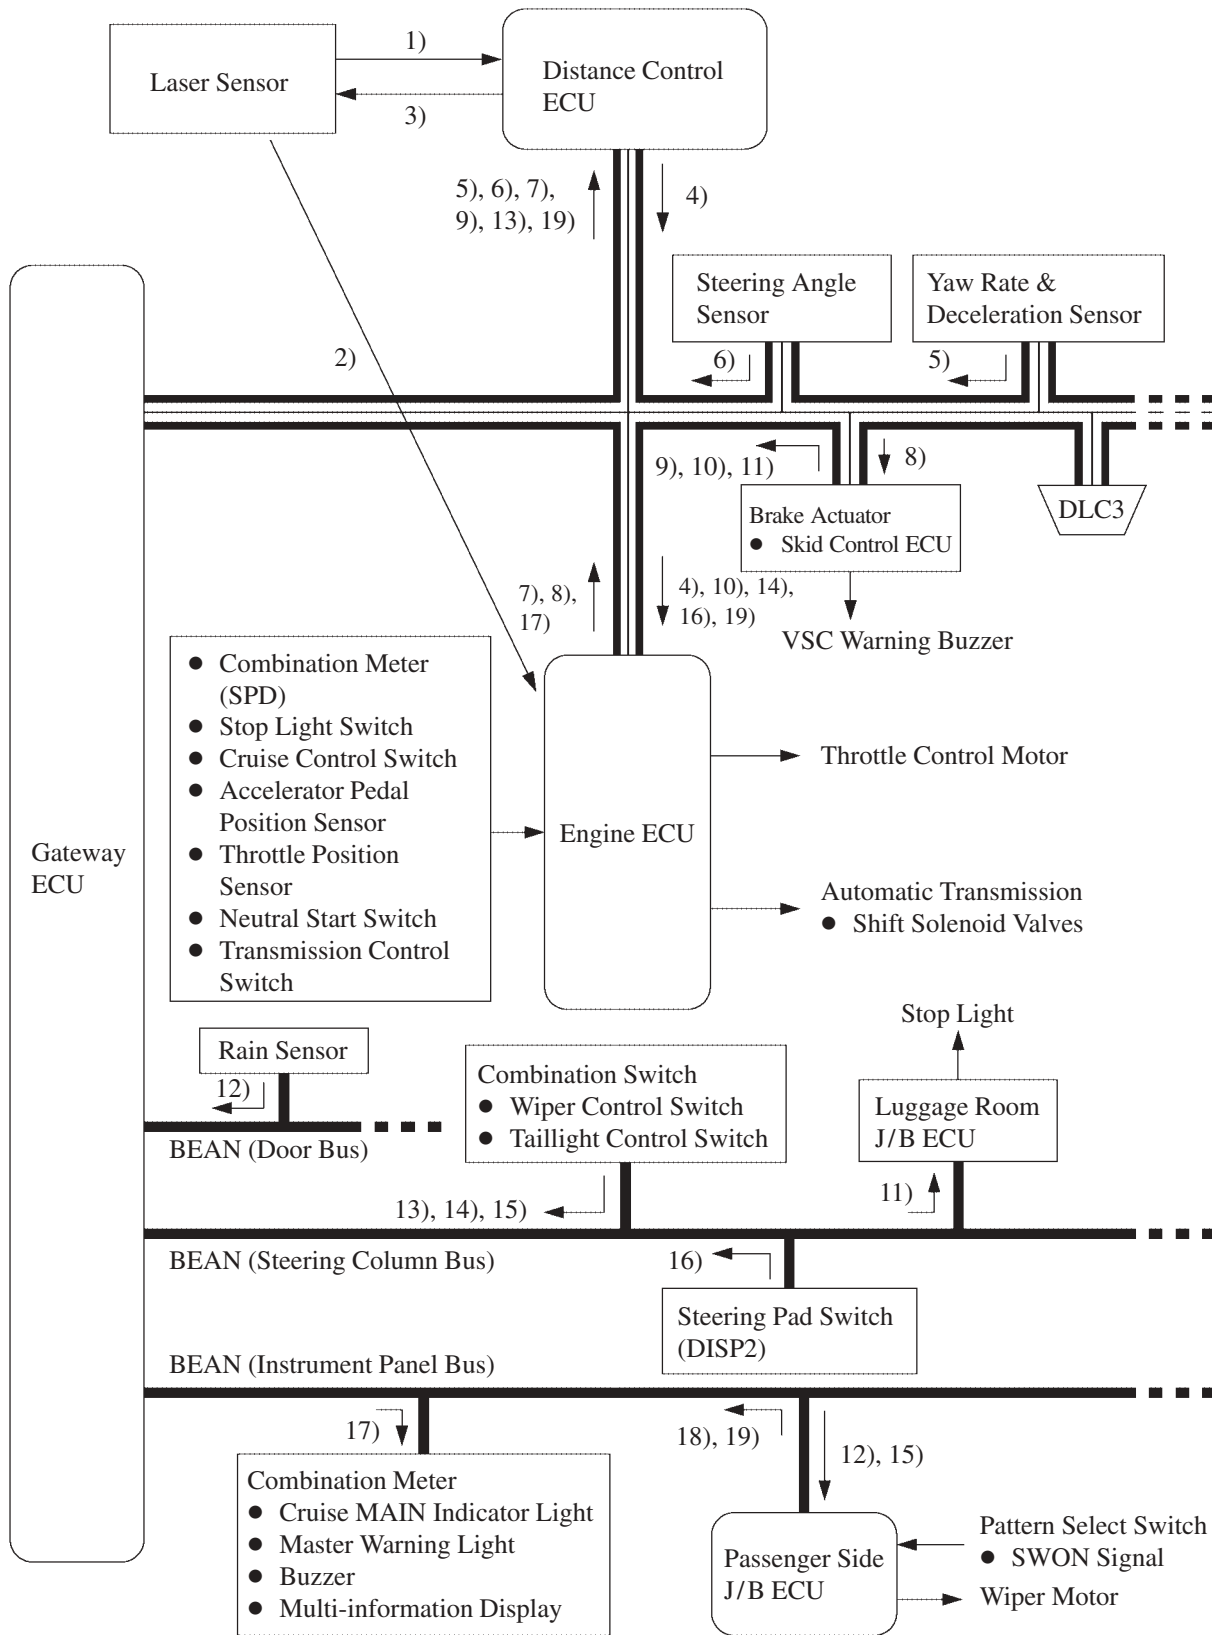 1)
Laser Sensor
Distance Control
ECU
3)
5), 6), 7),
9), 13), 19)
4)
Steering Angle
Sensor
Yaw Rate &
Deceleration Sensor
2)
6)
5)
9), 10), 11)
8)
DLC3
Brake Actuator
● Skid Control ECU
7), 8),
17)
4), 10), 14),
16), 19)
VSC Warning Buzzer
● Combination Meter
(SPD)
● Stop Light Switch
● Cruise Control Switch
● Accelerator Pedal
Position Sensor
● Throttle Position
Sensor
● Neutral Start Switch
● Transmission Control
Switch
Gateway
ECU
Engine ECU
Throttle Control Motor
Automatic Transmission
● Shift Solenoid Valves
Stop Light
Rain Sensor
12)
BEAN (Door Bus)
Combination Switch
● Wiper Control Switch
● Taillight Control Switch
Luggage Room
J/B ECU
13), 14), 15)
11)
BEAN (Steering Column Bus)
16)
Steering Pad Switch
(DISP2)
BEAN (Instrument Panel Bus)
17)
18), 19)
12), 15)
Combination Meter
● Cruise MAIN Indicator Light
● Master Warning Light
● Buzzer
● Multi-information Display
Passenger Side
J/B ECU
Pattern Select Switch
● SWON Signal
Wiper Motor